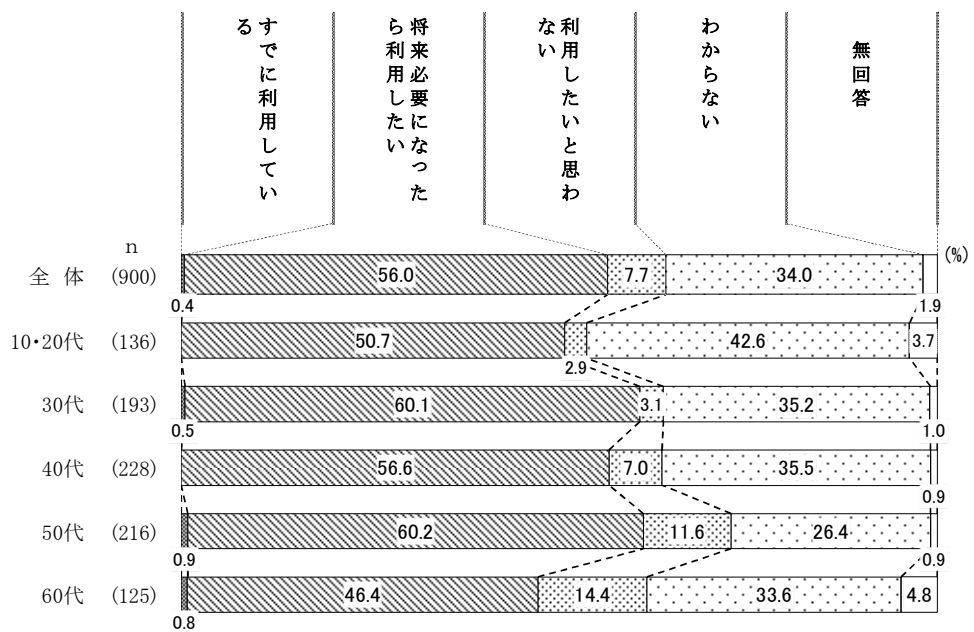 すでに利用してい
る
将来必要になった
ら利用したい
利用したいと思わ
ない
わからない
無回答
n
(%)
全 体 (900) 56.0 7.7 34.0
0.4 1.9
10・20代 (136) 50.7 42.6 3.7
2.9
30代 (193) 60.1 3.1 35.2
0.5 1.0
40代 (228) 56.6 7.0 35.5
0.9
50代 (216) 60.2 11.6 26.4
0.9 0.9
60代 (125) 46.4 14.4 33.6 4.8
0.8